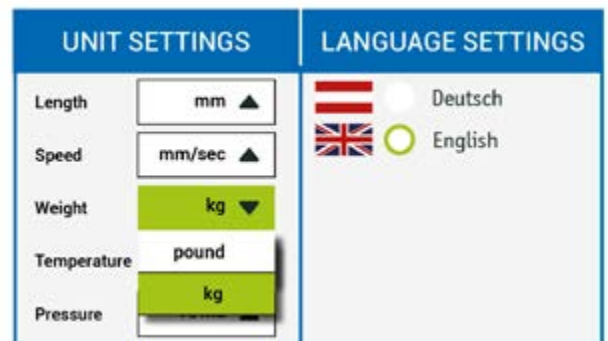 UNIT SETTINGS
LANGUAGE SETTINGS
Length mm
Speed mm/sec
Weight kg
Temperature pound
kg
Pressure
Deutsch
English